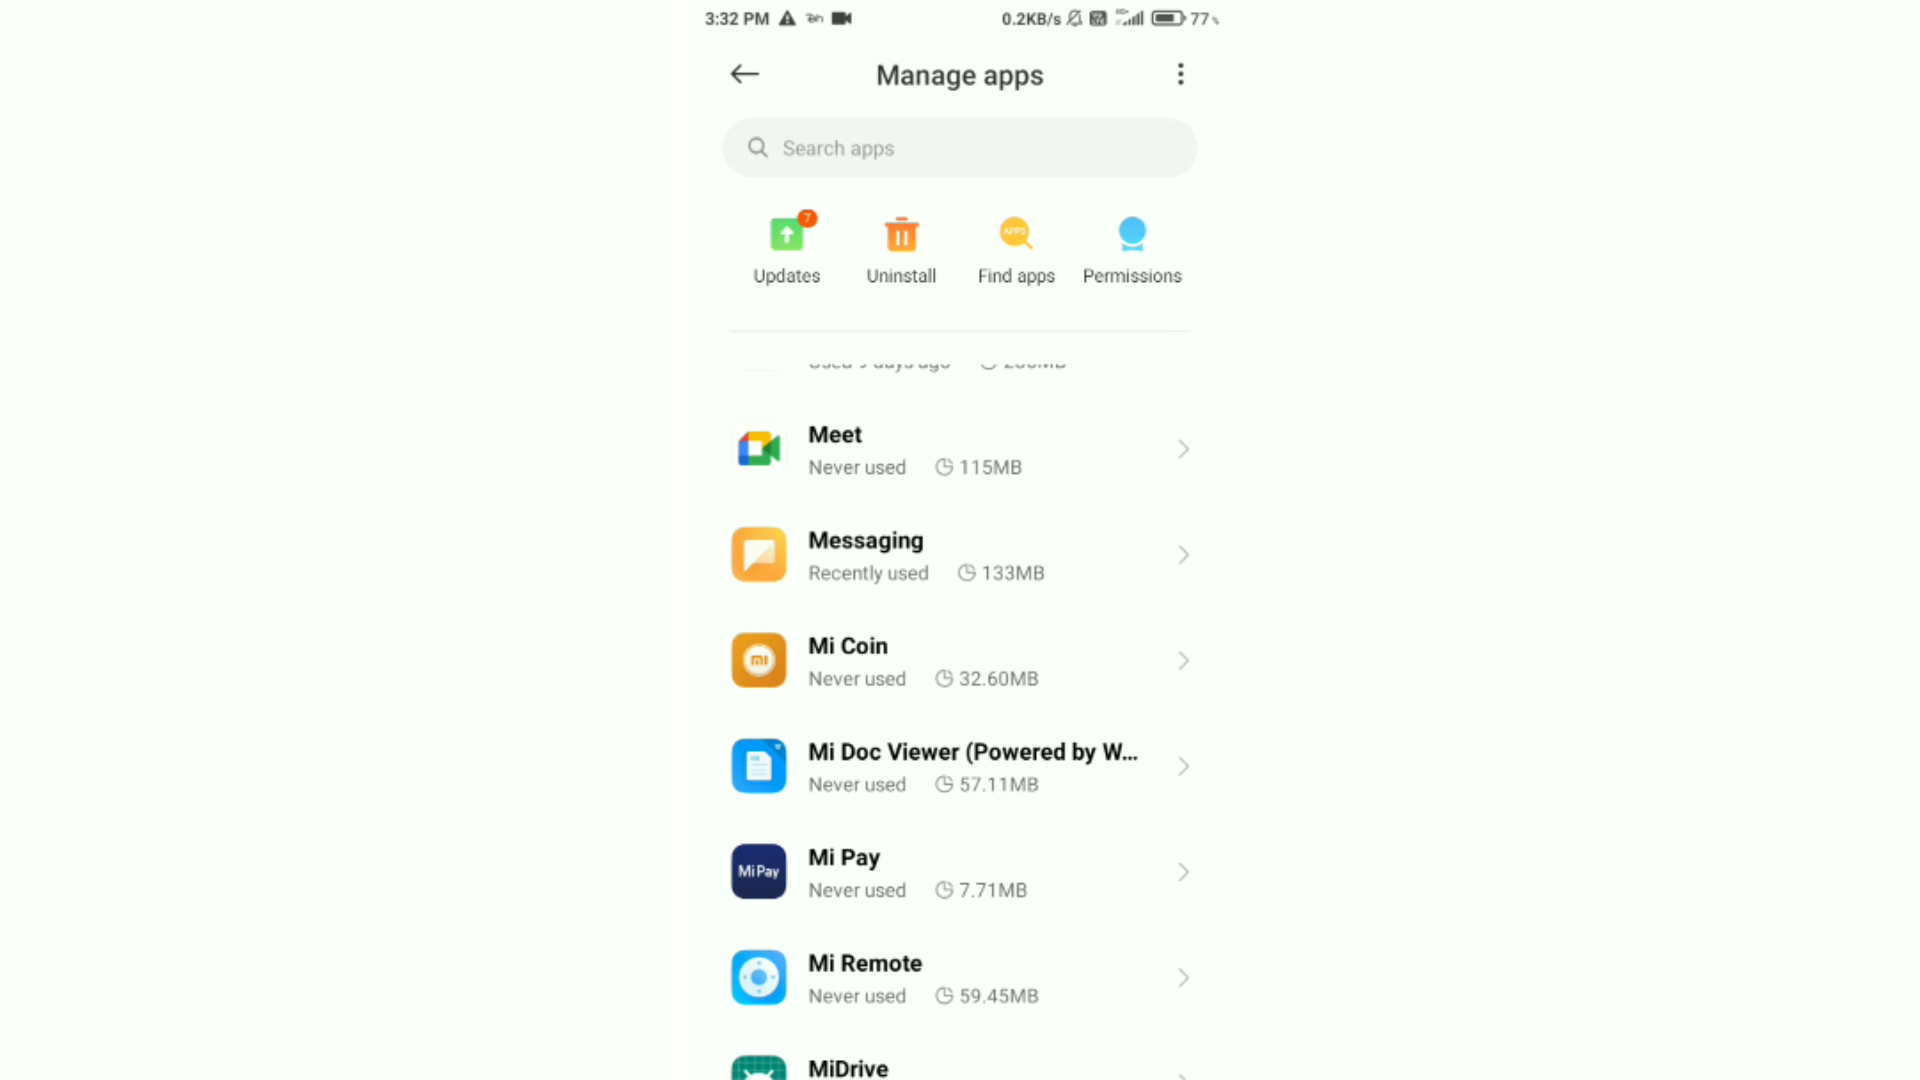 3:32 PM
0.2KB/s
77
Manage apps
Search apps
7
APPS
Updates
Uninstall
Find apps
Permissions
Meet
Never used 115MB
Messaging
Recently used 133MB
Mi Coin
Never used 32.60MB
Mi Doc Viewer (Powered by W...
Never used 57.11MB
MiPay
Mi Pay
Never used 7.71MB
Mi Remote
Never used 59.45MB
MiDrive